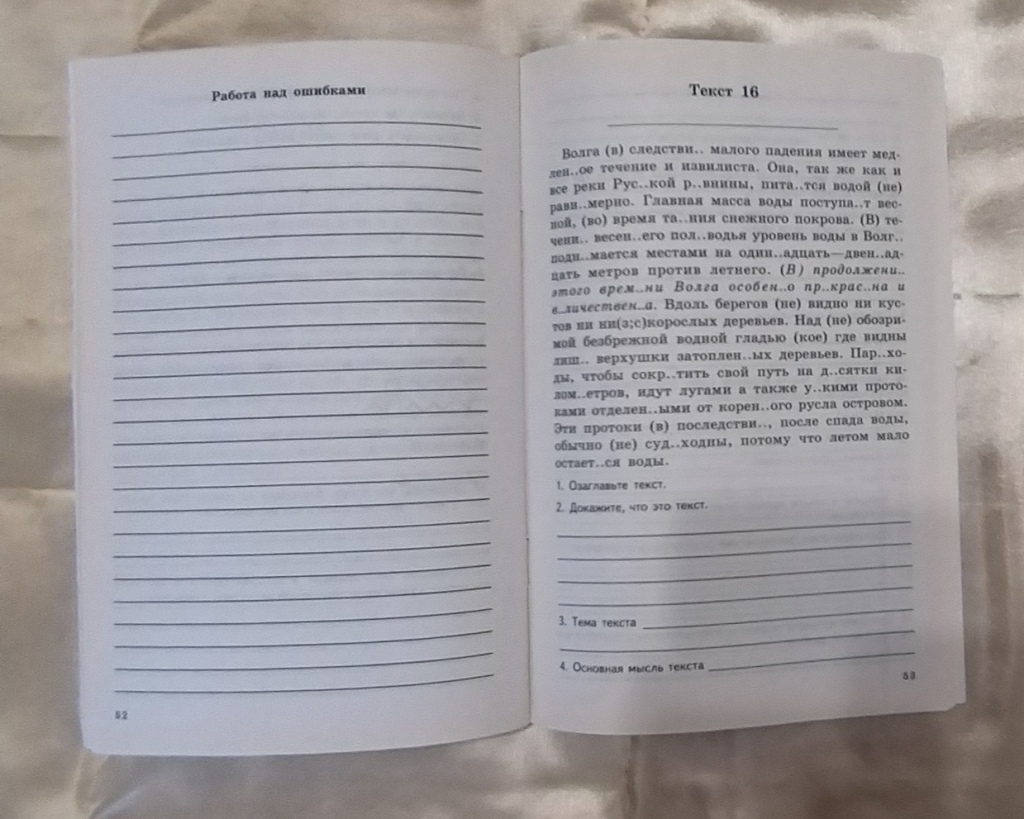 Работа над ошибками
52
Текст 16
Волга (в) следстви.. малого падения имеет мед-
лен..ое течение и извилиста. Она, так же как и
все реки Рус..кой р..внины, пита..тся водой (не)
равн..мерно. Главная масса воды поступа..т вес-
ной, (во) время та..ния снежного покрова. (В) те-
чени.. весен..его пол..водья уровень воды в Волг..
подн..мается местами на один..адцать—двен..ад-
цать метров против летнего. (В) продолжени..
этого врем..ни Волга особен..о пр..крас..на и
в..личествен..а. Вдоль берегов (не) видно ни кус-
тов ни ни(з;с)корослых деревьев. Над (не) обозри-
мой безбрежной водной гладью (кое) где видны
лиш.. верхушки затоплен..ых деревьев. Пар..хо-
ды, чтобы сокр..тить свой путь на д..сятки ки-
лом..етров, идут лугами а также у..кими прото-
ками отделен..ыми от корен..ого русла островом.
Эти протоки (в) последстви.., после спада воды,
обычно (не) суд..ходны, потому что летом мало
остает..ся воды.
1. Озаглавьте текст.
2. Докажите, что это текст.
3. Тема текста
4. Основная мысль текста
53